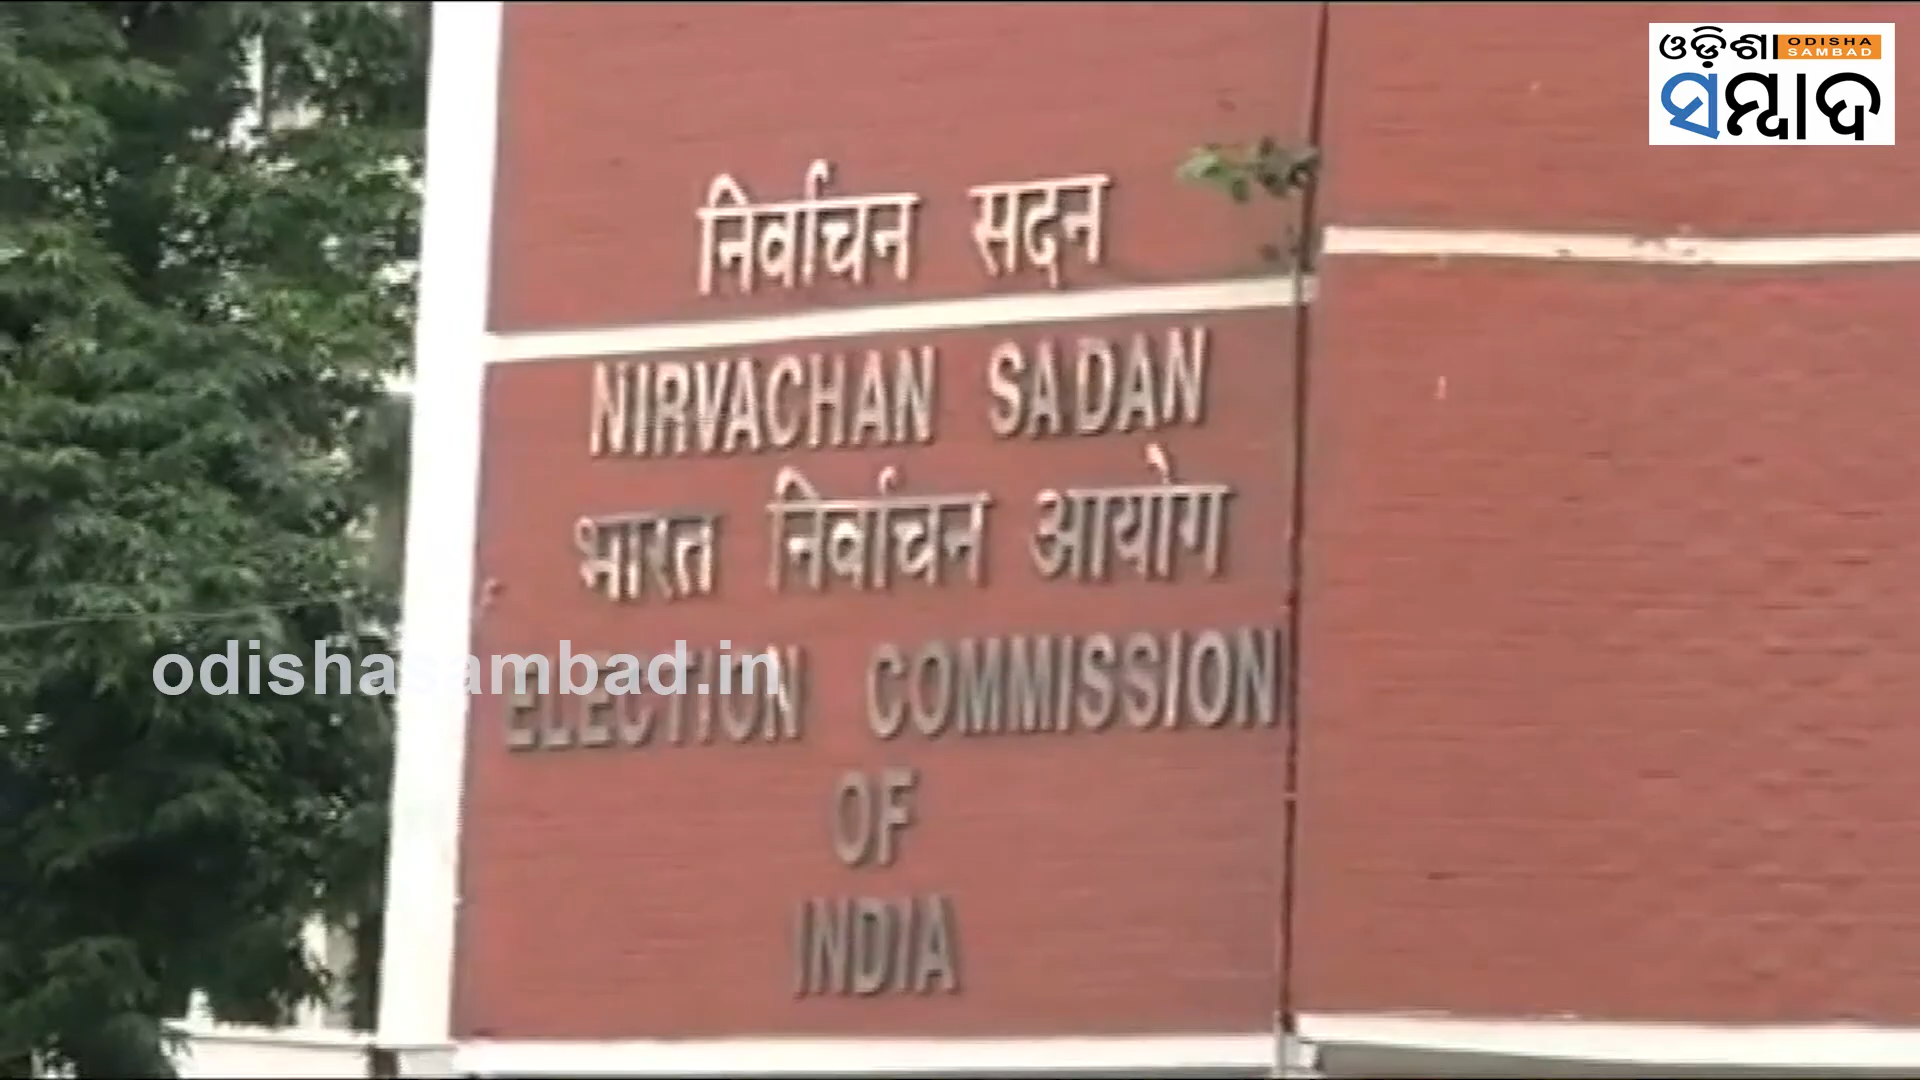 ଓଡ଼ିଶା ODISHA SAMBAD
ସମ୍ବାଦ
निर्वाचन सदन
NIRVACHAN SADAN
भारत निर्वाचन आयोग
odishasambad.in
ELECTION COMMISSION
OF
INDIA